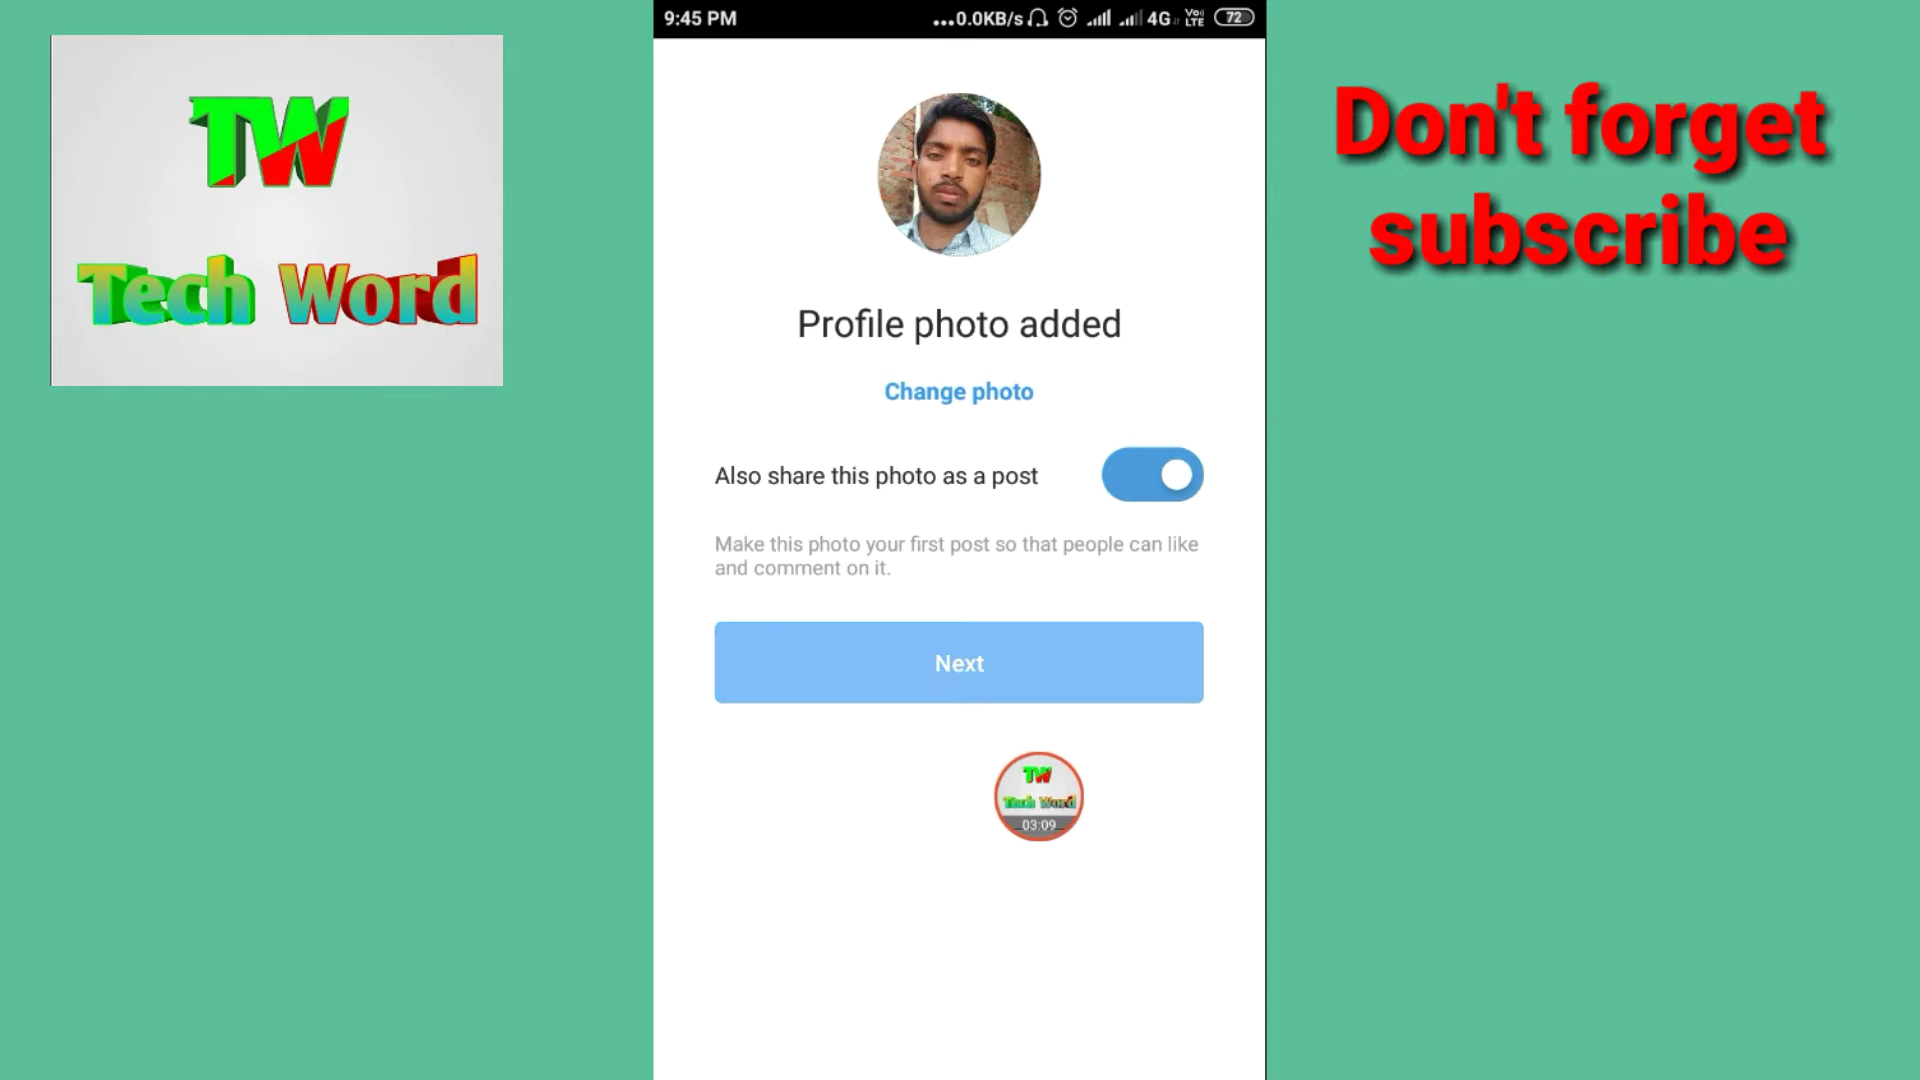 9:45 PM
...0.0KB/s 4G Vo LTE 72
TW
Tech Word
Don't forget
subscribe
Profile photo added
Change photo
Also share this photo as a post
Make this photo your first post so that people can like
and comment on it.
Next
TW
Tech Word
03:09